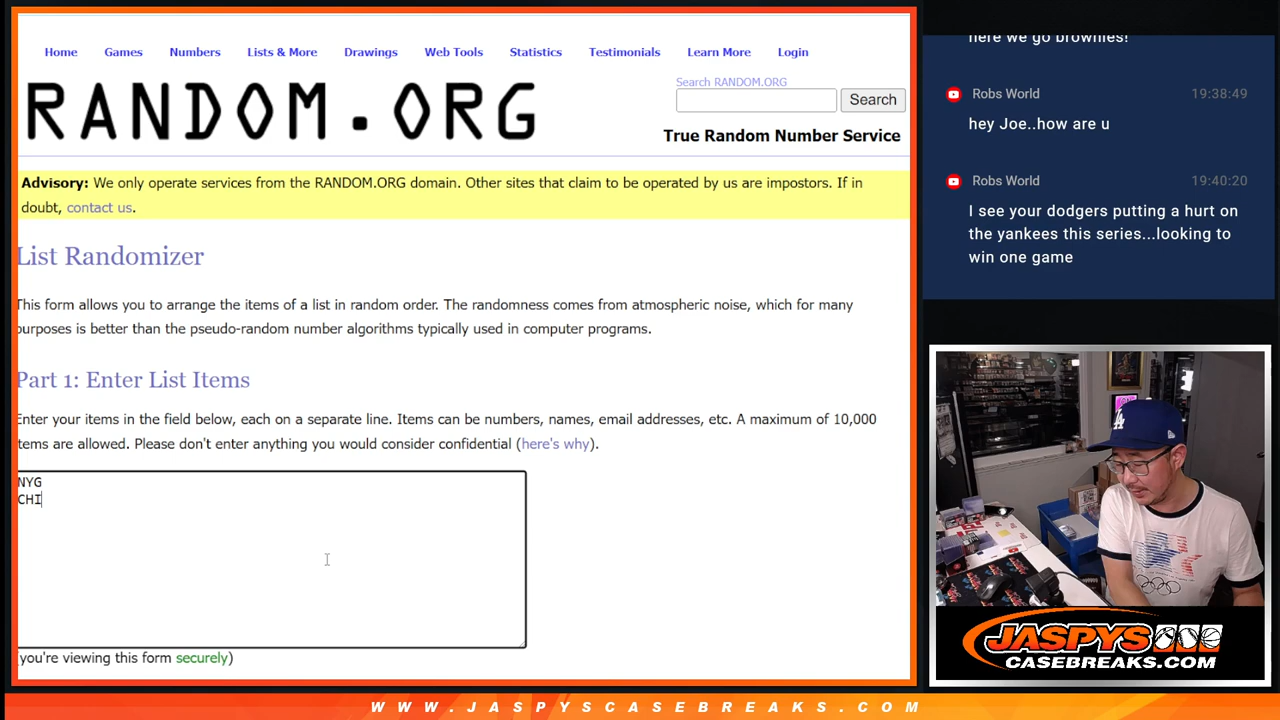 Home Games Numbers Lists & More Drawings Web Tools Statistics Testimonials Learn More Login
RANDOM.ORG
Search RANDOM.ORG
Search
True Random Number Service
Advisory: We only operate services from the RANDOM.ORG domain. Other sites that claim to be operated by us are impostors. If in
doubt, contact us.
List Randomizer
This form allows you to arrange the items of a list in random order. The randomness comes from atmospheric noise, which for many
purposes is better than the pseudo-random number algorithms typically used in computer programs.
Part 1: Enter List Items
Enter your items in the field below, each on a separate line. Items can be numbers, names, email addresses, etc. A maximum of 10,000
items are allowed. Please don't enter anything you would consider confidential (here's why).
NYG
CHI
(you're viewing this form securely)
here we go brownies!
Robs World 19:38:49
hey Joe..how are u
Robs World 19:40:20
I see your dodgers putting a hurt on
the yankees this series...looking to
win one game
LA
JASPYS
CASEBREAKS.COM
WWW.JASPYSCASEBREAKS.COM